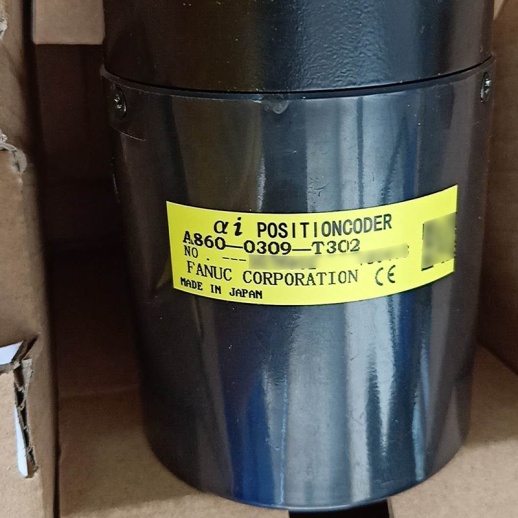 αi POSITIONCODER
A860-0309-T302
NO.
FANUC CORPORATION CE
MADE IN JAPAN